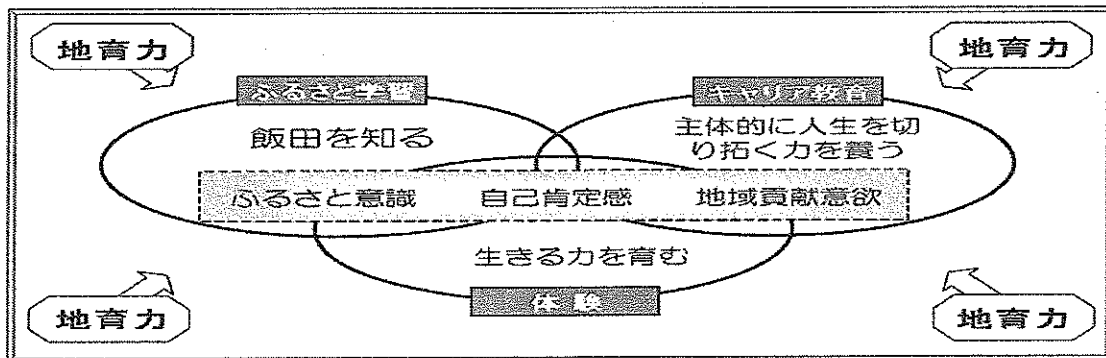 地育力
地育力
ふるさと学習
キャリア教育
飯田を知る
主体的に人生を切
り拓く力を養う
ふるさと意識
自己肯定感
地域貢献意欲
生きる力を育む
体験
地育力
地育力